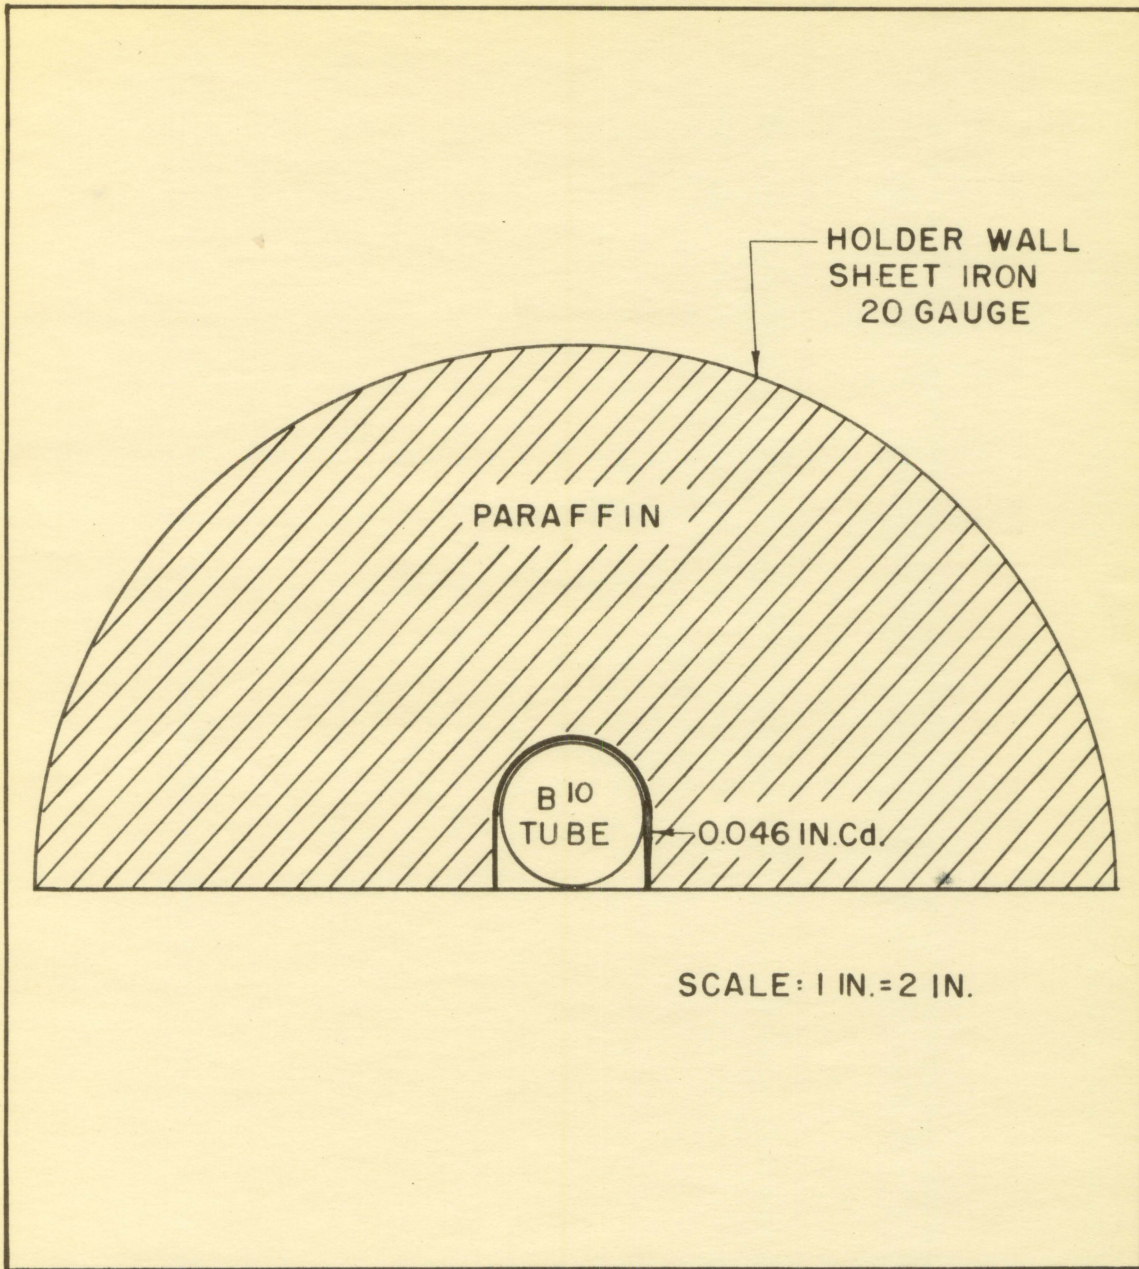 HOLDER WALL
SHEET IRON
20 GAUGE
PARAFFIN
B¹⁰
TUBE
0.046 IN.Cd.
SCALE: 1 IN.=2 IN.